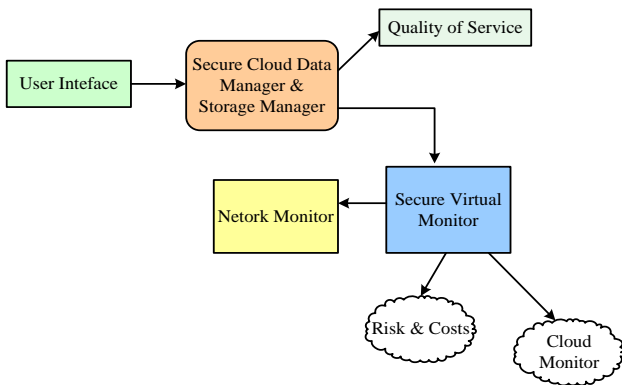 Quality of Service
Secure Cloud Data
Manager &
Storage Manager
User Inteface
Secure Virtual
Monitor
Netork Monitor
Risk & Costs
Cloud
Monitor